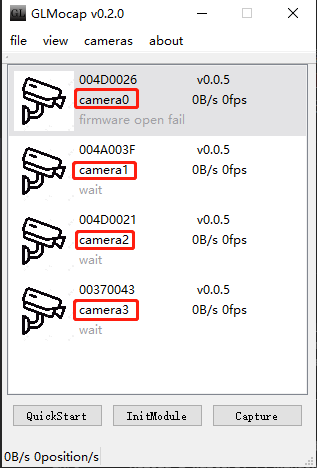 GL GLMocap v0.2.0
file view cameras about
004D0026 v0.0.5
camera0 0B/s 0fps
firmware open fail
004A003F v0.0.5
camera1 0B/s 0fps
wait
004D0021 v0.0.5
camera2 0B/s 0fps
wait
00370043 v0.0.5
camera3 0B/s 0fps
wait
QuickStart InitModule Capture
0B/s 0position/s